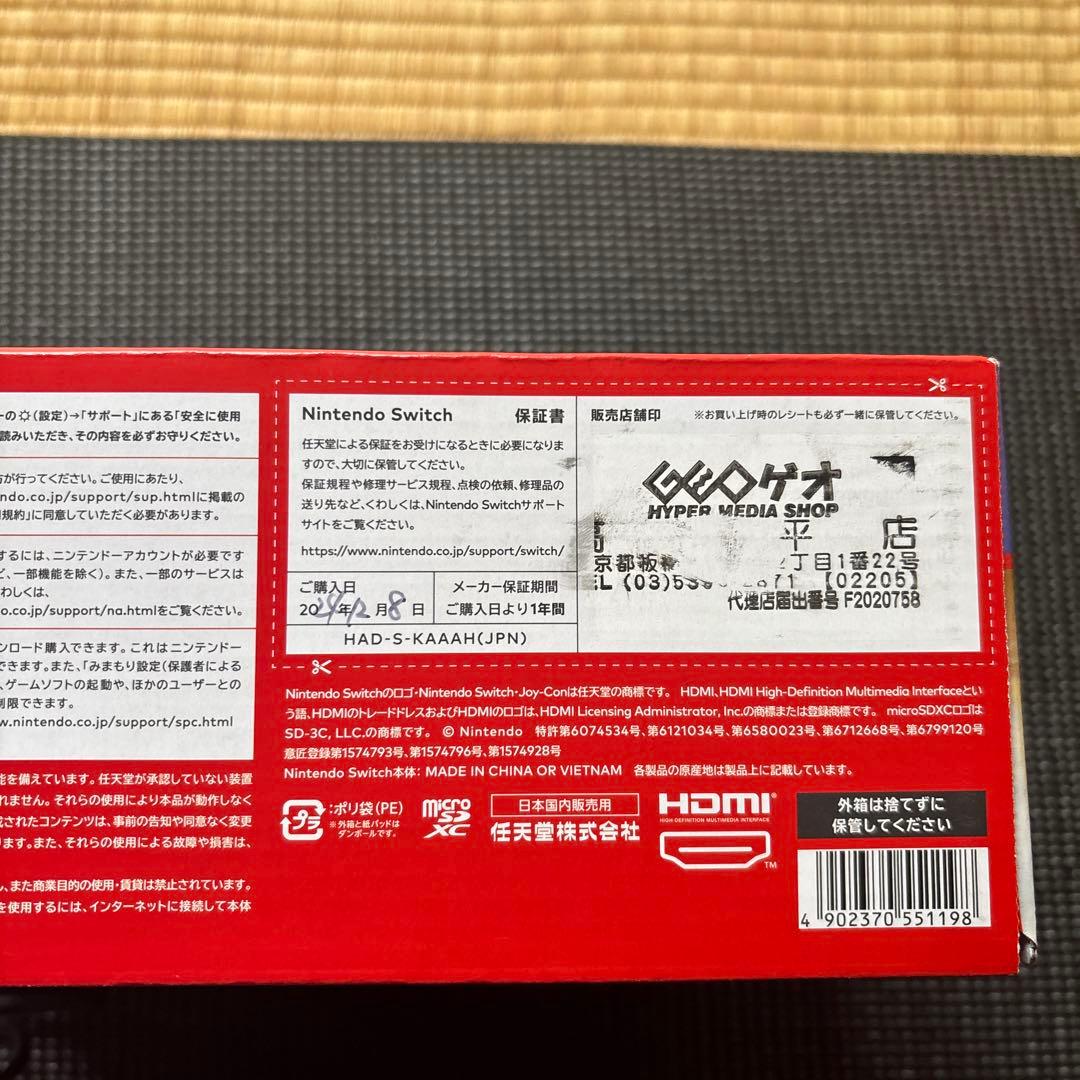 ーの(設定)→「サポート」にある「安全に使用
読みいただき、その内容を必ずお守りください。
方が行ってください。ご使用にあたり、
endo.co.jp/support/sup.htmlに掲載の
規約」に同意していただく必要があります。
するには、ニンテンドーアカウントが必要です
ど、一部機能を除く)。また、一部のサービスは
わしくは、
do.co.jp/support/na.htmlをご覧ください。
ンロード購入できます。これはニンテンドー
できます。また、「みまもり設定(保護者による
、ゲームソフトの起動や、ほかのユーザーとの
制限できます。
w.nintendo.co.jp/support/spc.html
能を備えています。任天堂が承認していない装置
れません。それらの使用により本品が動作しなく
成されたコンテンツは、事前の告知や同意なく変更
ります。また、それらの使用による故障や損害は、
し、また商業目的の使用・賃貸は禁止されています。
を使用するには、インターネットに接続して本体
Nintendo Switch 保証書
任天堂による保証をお受けになるときに必要になりま
すので、大切に保管してください。
保証規程や修理サービス規程、点検の依頼、修理品の
送り先など、くわしくは、Nintendo Switchサポート
サイトをご覧ください。
https://www.nintendo.co.jp/support/switch/
ご購入日
20 年12月8日
メーカー保証期間
ご購入日より1年間
HAD-S-KAAAH(JPN)
販売店舗印 ※お買い上げ時のレシートも必ず一緒に保管してください。
GEOゲオ
HYPER MEDIA SHOP
平 店
京都板 丁目1番22号
EL (03)53 2871 【02205】
代理店届出番号 F2020758
Nintendo Switchのロゴ・Nintendo Switch・Joy-Conは任天堂の商標です。 HDMI、HDMI High-Definition Multimedia Interfaceとい
う語、HDMIのトレードドレスおよびHDMIのロゴは、HDMI Licensing Administrator, Inc.の商標または登録商標です。 microSDXCロゴは
SD-3C, LLC.の商標です。 © Nintendo 特許第6074534号、第6121034号、第6580023号、第6712668号、第6799120号
意匠登録第1574793号、第1574796号、第1574928号
Nintendo Switch本体: MADE IN CHINA OR VIETNAM 各製品の原産地は製品上に記載しています。
プラ
:ポリ袋(PE)
※外箱と紙パッドは
ダンボールです。
micro
SD
XC
日本国内販売用
任天堂株式会社
HDMI®
HIGH-DEFINITION MULTIMEDIA INTERFACE
TM
外箱は捨てずに
保管してください
4 902370 551198